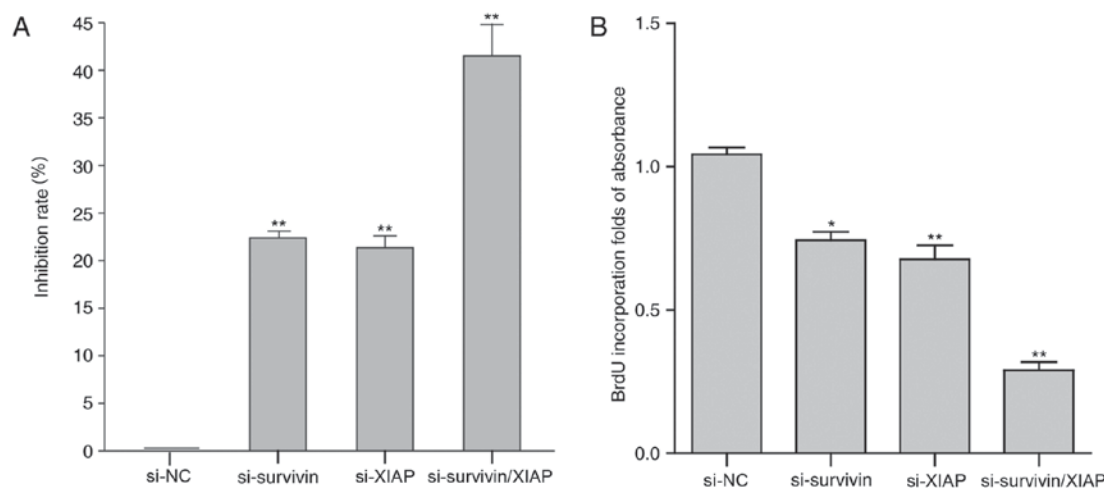 A
Inhibition rate (%)
45
40
35
30
25
20
15
10
5
0
**
**
**
si-NC
si-survivin
si-XIAP
si-survivin/XIAP
B
BrdU incorporation folds of absorbance
1.5
1.0
0.5
0.0
*
**
**
si-NC
si-survivin
si-XIAP
si-survivin/XIAP